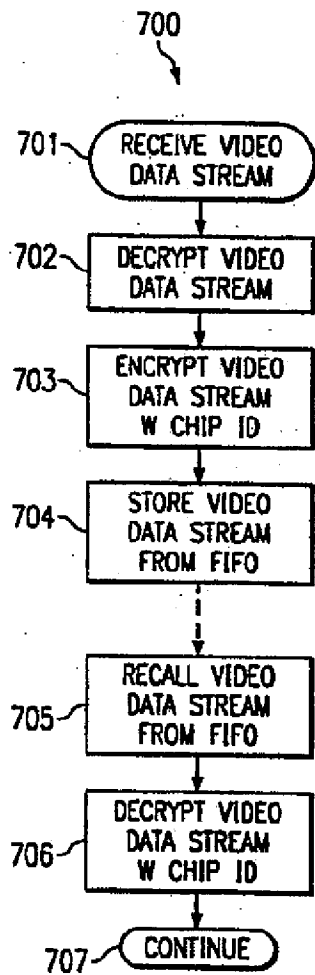 700
701
RECEIVE VIDEO
DATA STREAM
702
DECRYPT VIDEO
DATA STREAM
703
ENCRYPT VIDEO
DATA STREAM
W CHIP ID
704
STORE VIDEO
DATA STREAM
FROM FIFO
705
RECALL VIDEO
DATA STREAM
FROM FIFO
706
DECRYPT VIDEO
DATA STREAM
W CHIP ID
707
CONTINUE